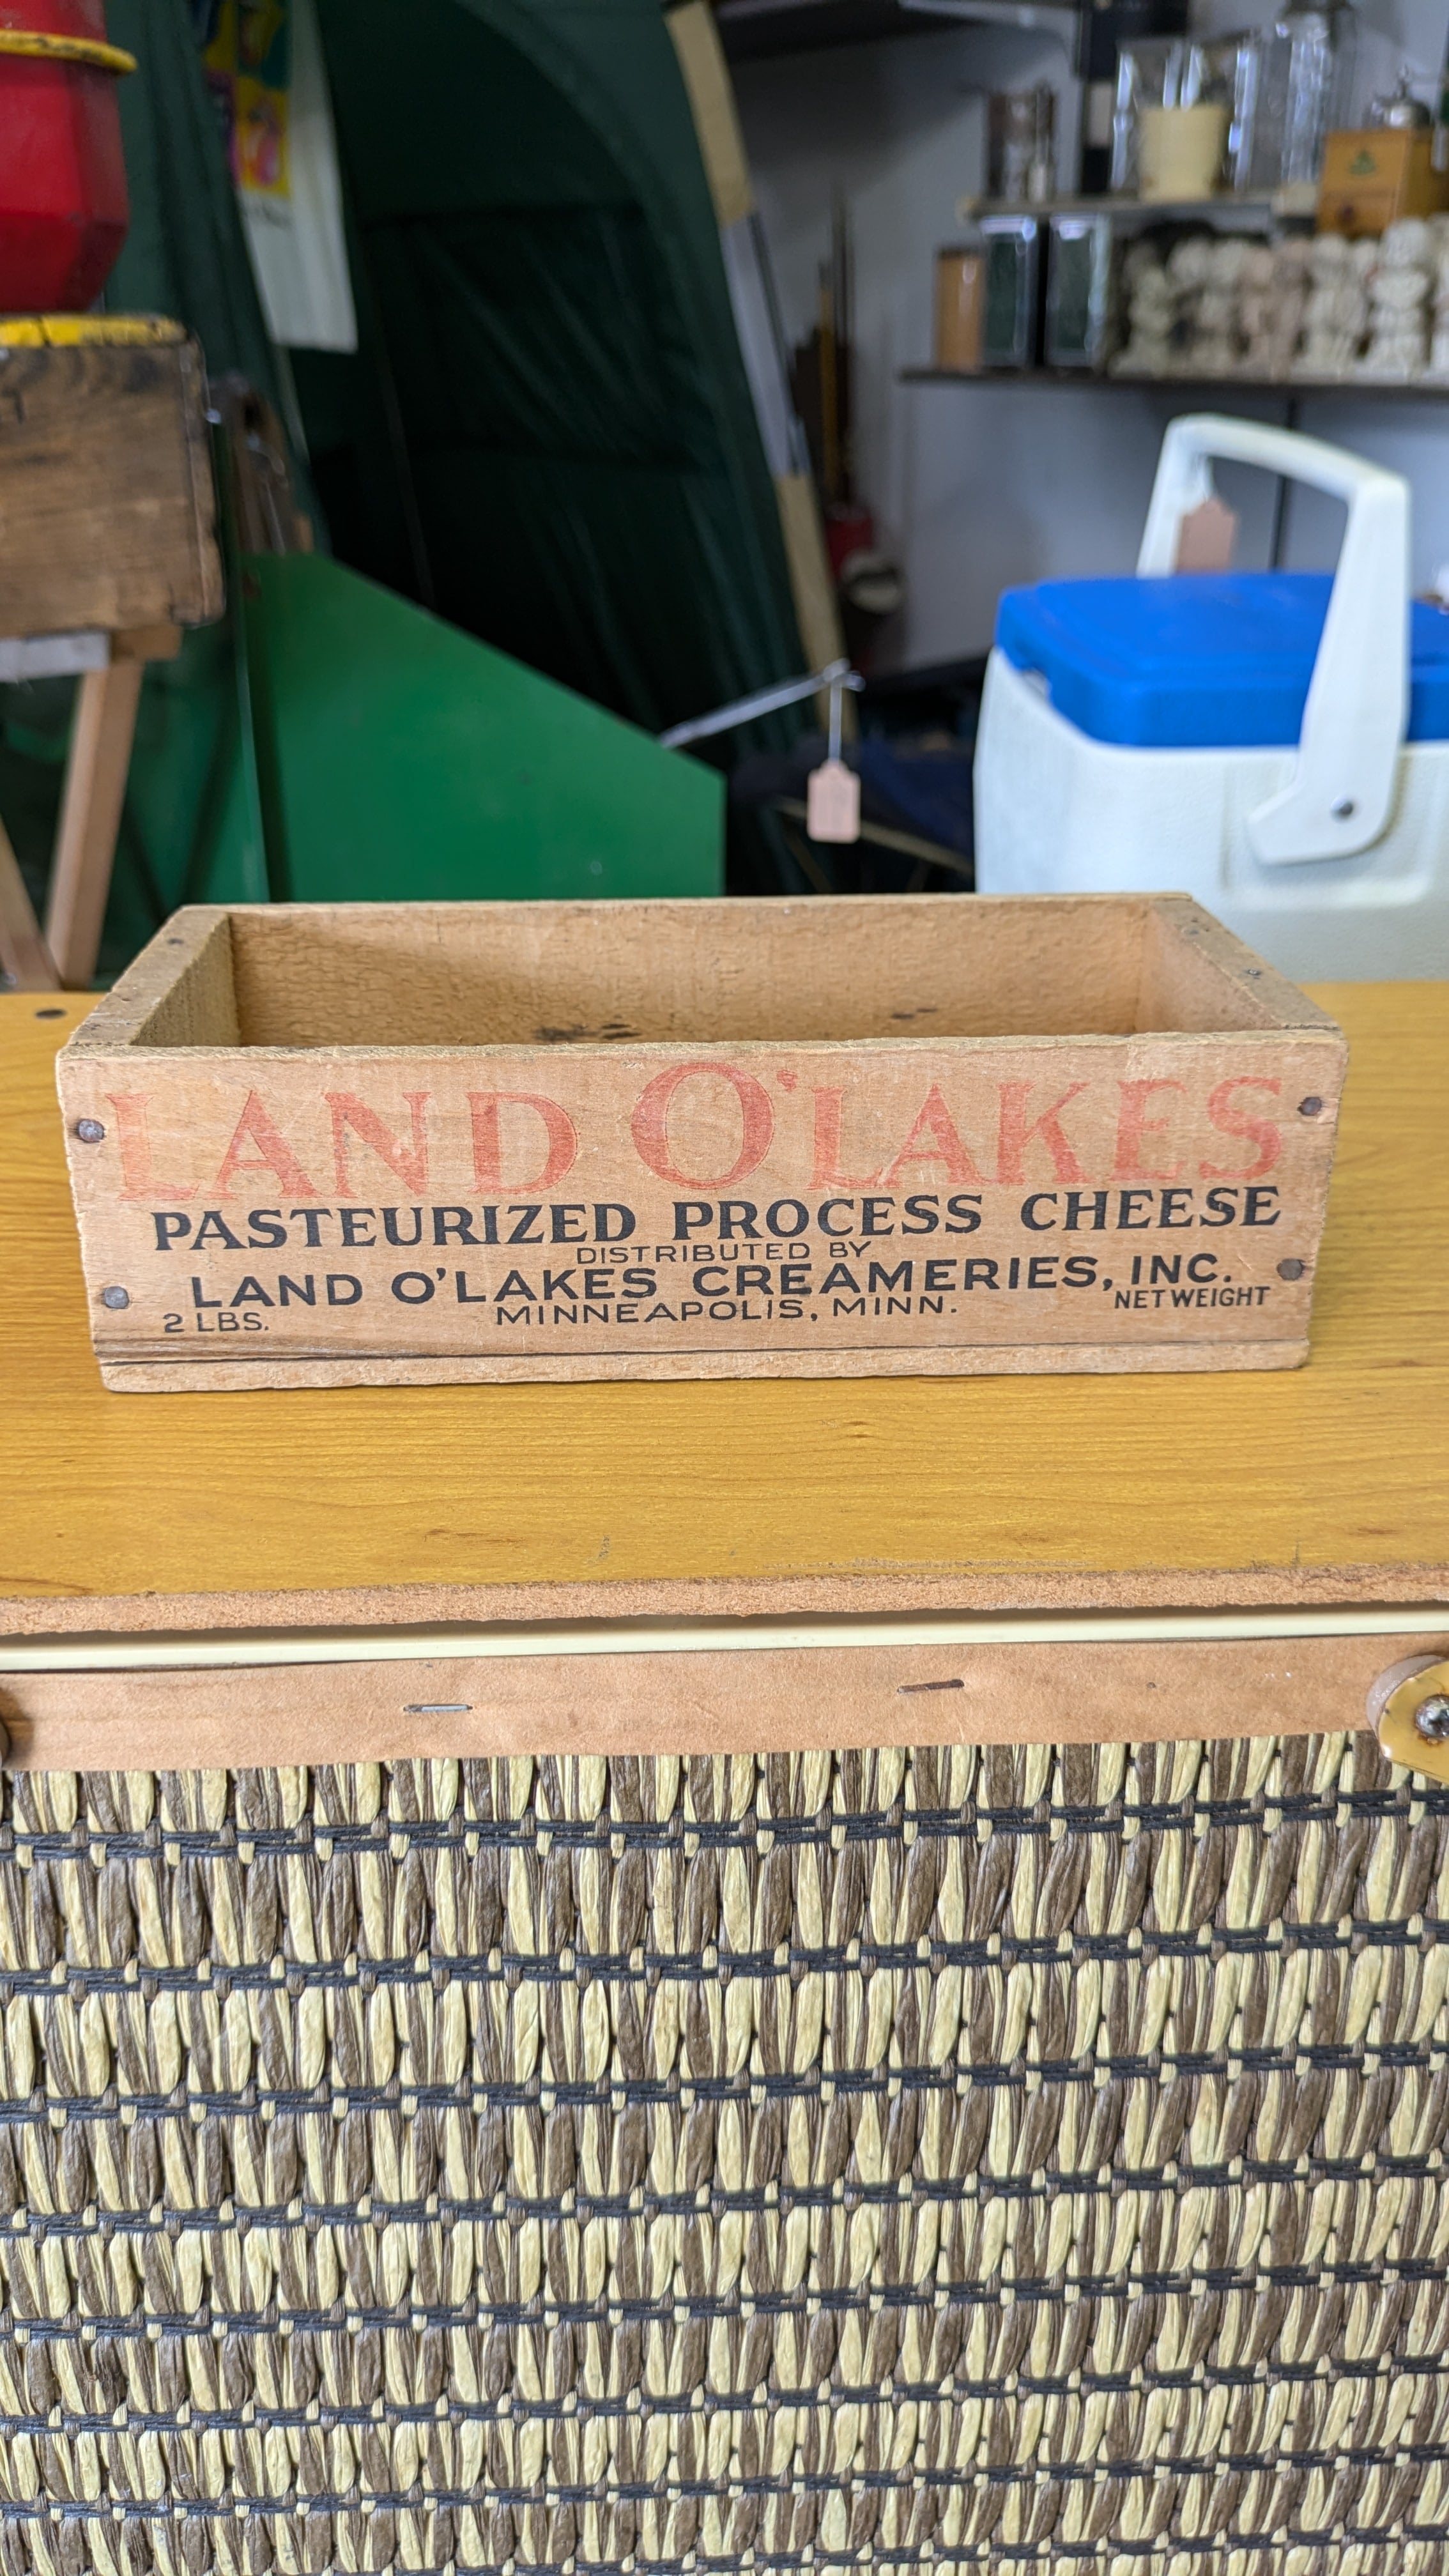 LAND O'LAKES
PASTEURIZED PROCESS CHEESE
DISTRIBUTED BY
LAND O'LAKES CREAMERIES, INC.
2 LBS. MINNEAPOLIS, MINN. NET WEIGHT